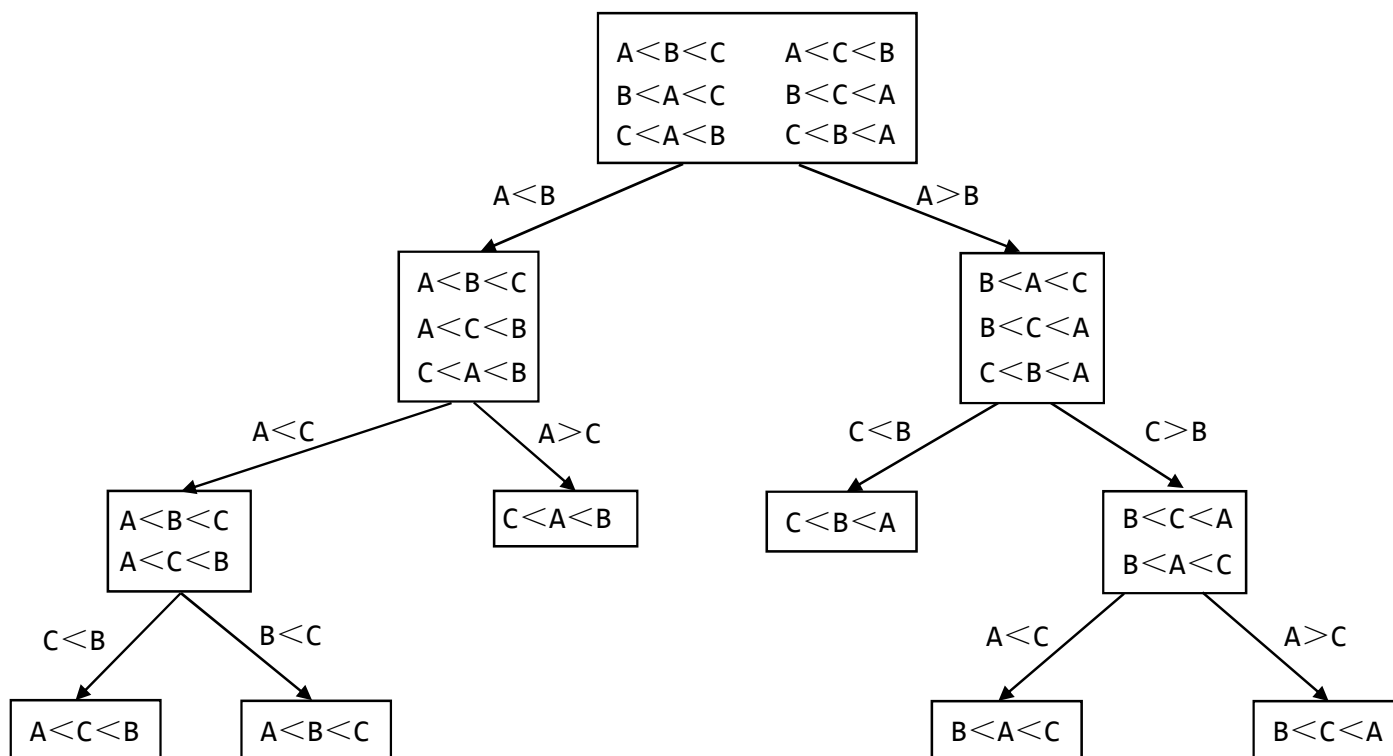 A<B<C A<C<B
B<A<C B<C<A
C<A<B C<B<A
A<B A>B
A<B<C
A<C<B
C<A<B
B<A<C
B<C<A
C<B<A
A<C A>C C<B C>B
A<B<C
A<C<B
C<A<B
C<B<A
B<C<A
B<A<C
C<B B<C A<C A>C
A<C<B A<B<C B<A<C B<C<A